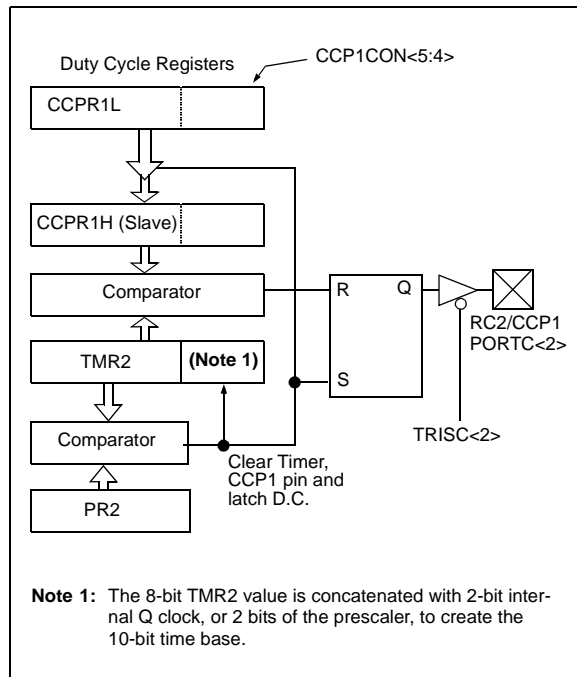 Duty Cycle Registers
CCP1CON<5:4>
CCPR1L
CCPR1H (Slave)
Comparator
R
Q
RC2/CCP1
PORTC<2>
TMR2
(Note 1)
S
TRISC<2>
Comparator
Clear Timer,
CCP1 pin and
latch D.C.
PR2
Note 1: The 8-bit TMR2 value is concatenated with 2-bit inter-
nal Q clock, or 2 bits of the prescaler, to create the
10-bit time base.